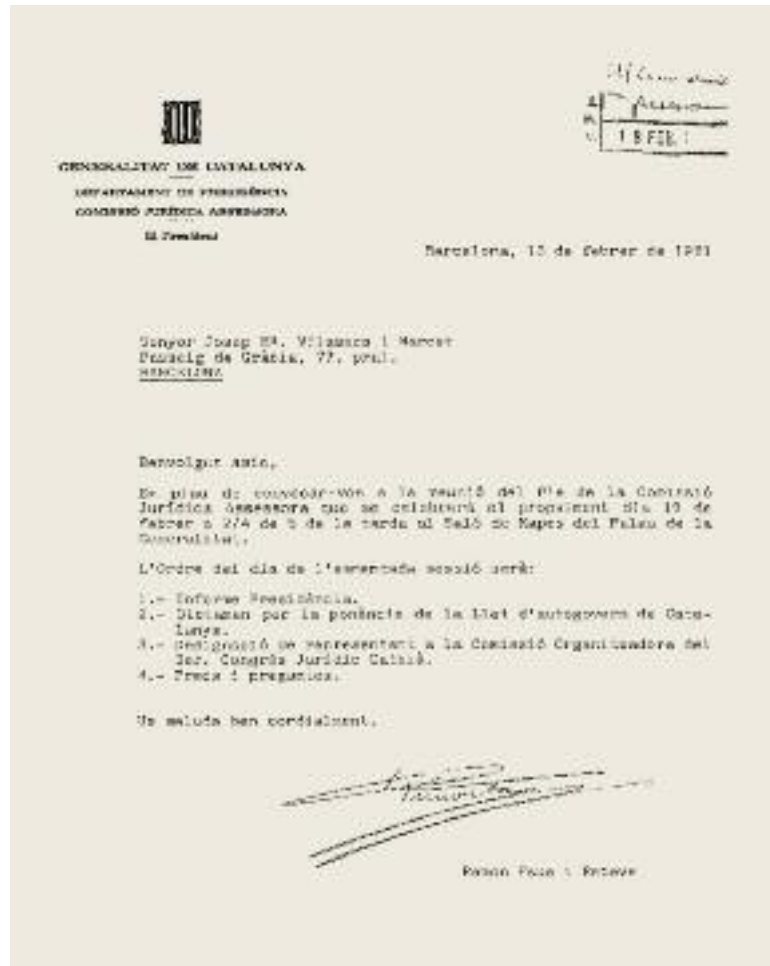 18 FEB.
GENERALITAT DE CATALUNYA
DEPARTAMENT DE PRESIDÈNCIA
COMISSIÓ JURÍDICA ASSESSORA
El President
Barcelona, 13 de febrer de 1981
Senyor Josep Mª. Vilaseca i Marcet
Passeig de Gràcia, 77. pral.
BARCELONA
Benvolgut amic,
Em plau de convocar-vos a la reunió del Ple de la Comissió
Jurídica Assessora que se celebrarà el proppinent dia 19 de
febrer a 2/4 de 5 de la tarda al Saló de Mapes del Palau de la
Generalitat.
L'Ordre del dia de l'esmentada sessió serà:
1.- Informe Presidència.
2.- Dictamen per la ponència de la Llei d'autogovern de Cata-
lunya.
3.- Designació de representant a la Comissió Organitzadora del
3er. Congrés Jurídic Català.
4.- Precs i preguntes.
Us saluda ben cordialment,
Ramon Faus i Esteve